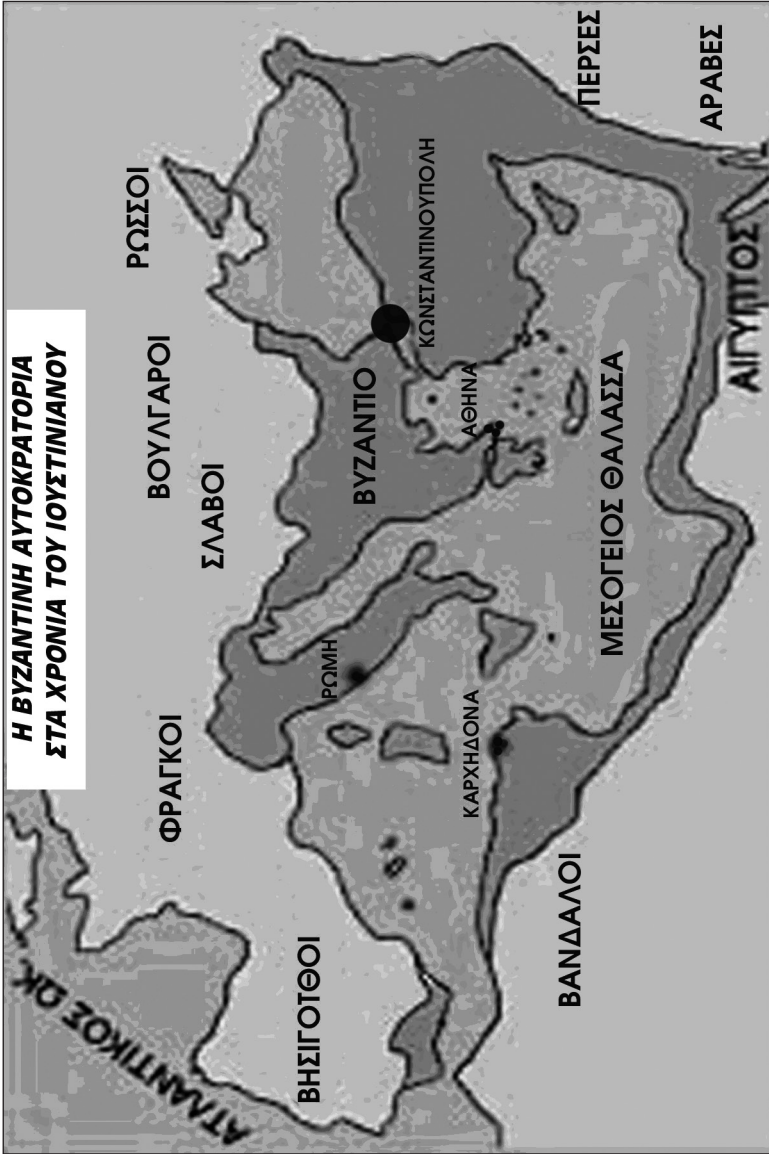 Η ΒΥΖΑΝΤΙΝΗ ΑΥΤΟΚΡΑΤΟΡΙΑ
ΣΤΑ ΧΡΟΝΙΑ ΤΟΥ ΙΟΥΣΤΙΝΙΑΝΟΥ
ΑΤΛΑΝΤΙΚΟΣ ΩΚ.
ΦΡΑΓΚΟΙ
ΒΟΥΛΓΑΡΟΙ
ΡΩΣΣΟΙ
ΣΛΑΒΟΙ
ΒΗΣΙΓΟΤΘΟΙ
ΡΩΜΗ
ΒΥΖΑΝΤΙΟ
ΚΩΝΣΤΑΝΤΙΝΟΥΠΟΛΗ
ΑΘΗΝΑ
ΚΑΡΧΗΔΟΝΑ
ΒΑΝΔΑΛΟΙ
ΜΕΣΟΓΕΙΟΣ ΘΑΛΑΣΣΑ
ΠΕΡΣΕΣ
ΑΡΑΒΕΣ
ΑΙΓΥΠΤΟΣ